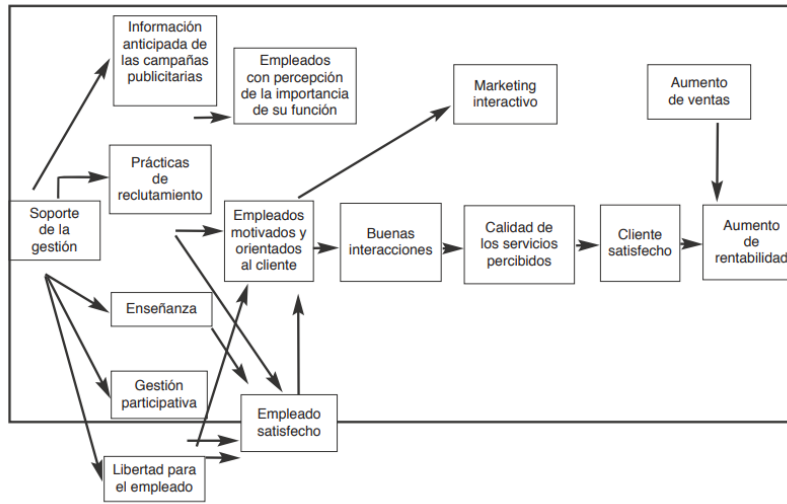 Información
anticipada de
las campañas
publicitarias
Empleados
con percepción
de la importancia
de su función
Marketing
interactivo
Aumento
de ventas
Prácticas
de
reclutamiento
Soporte
de la
gestión
Empleados
motivados y
orientados
al cliente
Buenas
interacciones
Calidad de
los servicios
percibidos
Cliente
satisfecho
Aumento
de
rentabilidad
Enseñanza
Gestión
participativa
Empleado
satisfecho
Libertad para
el empleado